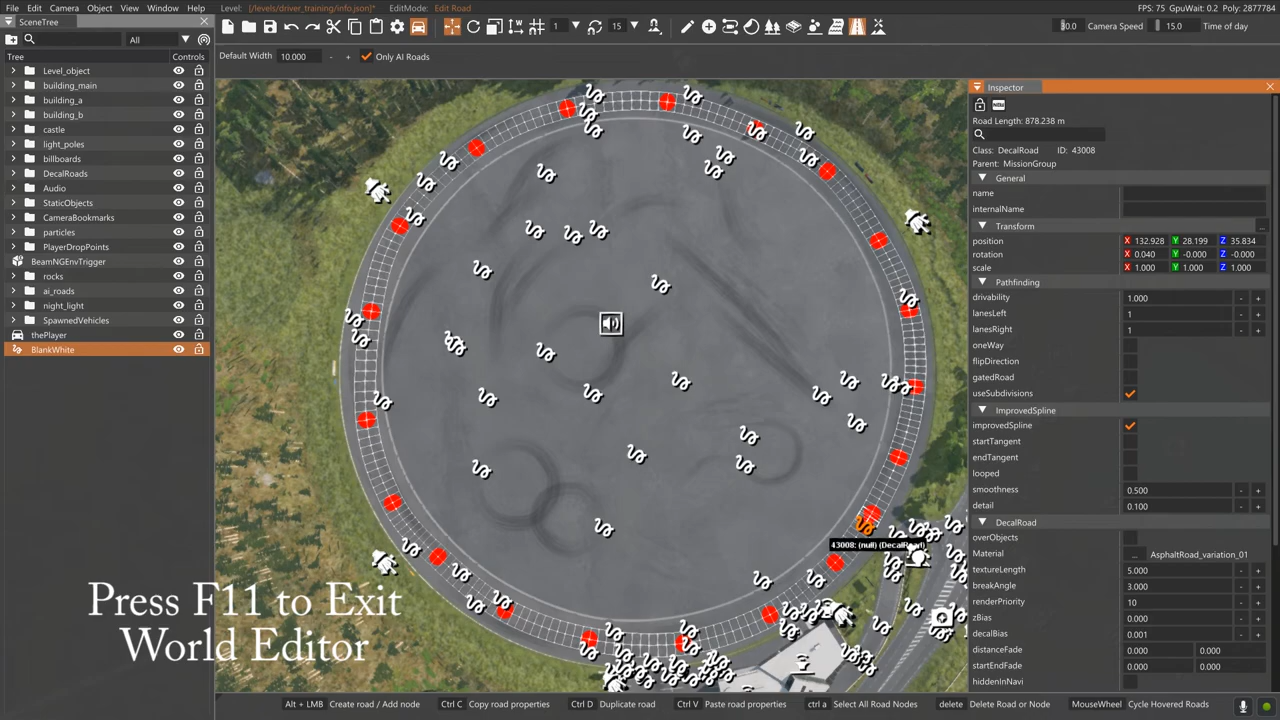 File Edit Camera Object View Window Help Level: [/levels/driver_training/info.json]* EditMode: Edit Road FPS: 75 GpuWait: 0.2 Poly: 2877784
SceneTree
1 15 Camera Speed 15.0 Time of day
All
Default Width 10.000 - + Only AI Roads
Tree Controls
Level_object
building_main
building_a
building_b
castle
light_poles
billboards
DecalRoads
Audio
StaticObjects
CameraBookmarks
particles
PlayerDropPoints
BeamNGEnvTrigger
rocks
ai_roads
night_light
SpawnedVehicles
thePlayer
BlankWhite
43008: (null) (DecalRoad)
Press F11 to Exit
World Editor
Inspector
Road Length: 878.238 m
Class: DecalRoad ID: 43008
Parent: MissionGroup
General
name
internalName
Transform ...
position X 132.928 Y 28.199 Z 35.834
rotation X 0.040 Y -0.000 Z -0.000
scale X 1.000 Y 1.000 Z 1.000
Pathfinding
drivability 1.000 - +
lanesLeft 1 - +
lanesRight 1 - +
oneWay
flipDirection
gatedRoad
useSubdivisions
ImprovedSpline
improvedSpline
startTangent
endTangent
looped
smoothness 0.500 - +
detail 0.100 - +
DecalRoad
overObjects
Material ... AsphaltRoad_variation_01
textureLength 5.000 - +
breakAngle 3.000 - +
renderPriority 10 - +
zBias 0.000 - +
decalBias 0.001 - +
distanceFade 0.000 0.000
startEndFade 0.000 0.000
hiddenInNavi
Alt + LMB Create road / Add node Ctrl C Copy road properties Ctrl D Duplicate road Ctrl V Paste road properties ctrl a Select All Road Nodes delete Delete Road or Node MouseWheel Cycle Hovered Roads